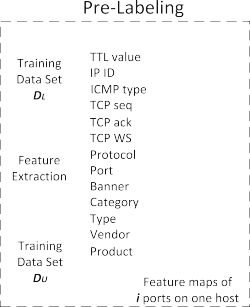 Pre-Labeling
Training
Data Set
DL
Feature
Extraction
Training
Data Set
DU
TTL value
IP ID
ICMP type
TCP seq
TCP ack
TCP WS
Protocol
Port
Banner
Category
Type
Vendor
Product
Feature maps of
i ports on one host